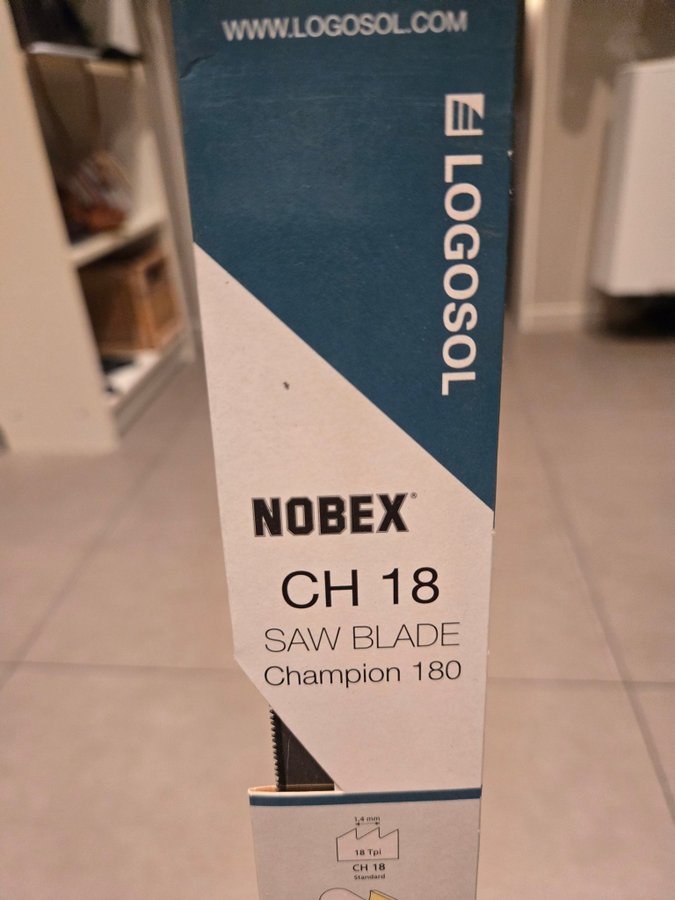 WWW.LOGOSOL.COM
LOGOSOL
NOBEX®
CH 18
SAW BLADE
Champion 180
1,4 mm
18 Tpi
CH 18
Standard